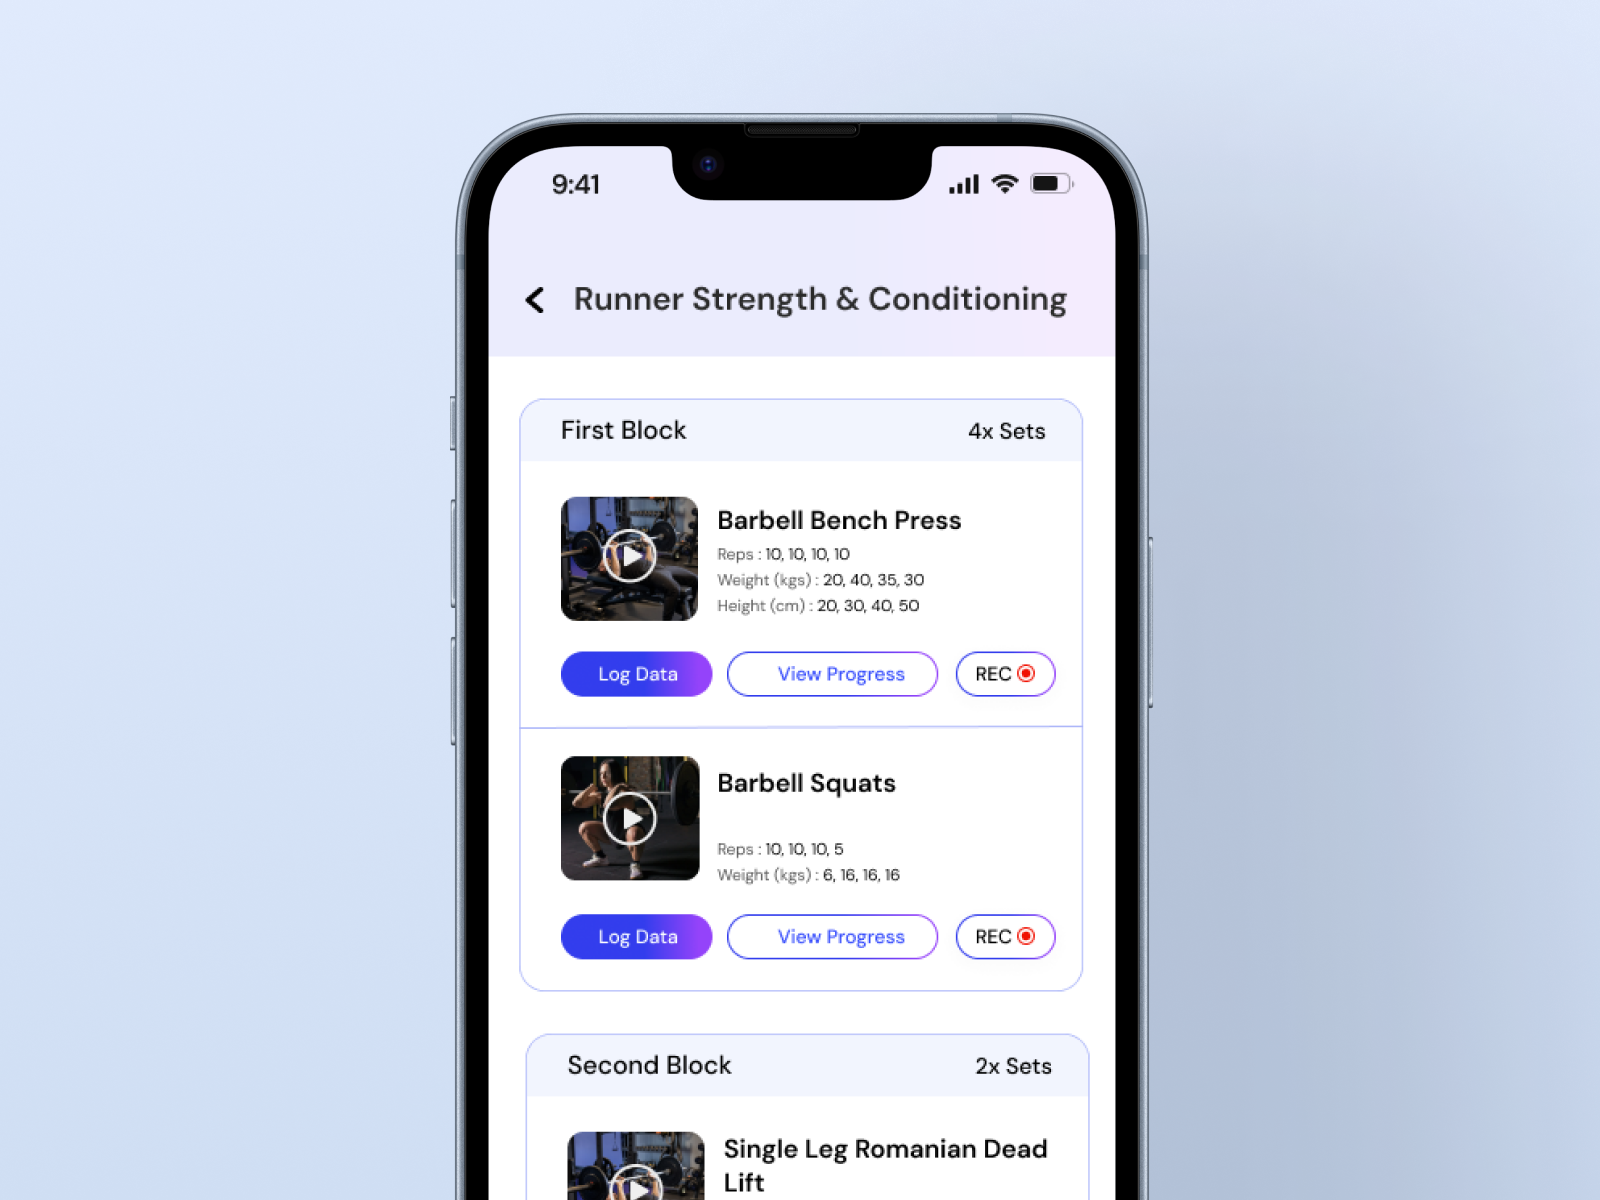 9:41
Runner Strength & Conditioning
First Block 4x Sets
Barbell Bench Press
Reps : 10, 10, 10, 10
Weight (kgs) : 20, 40, 35, 30
Height (cm) : 20, 30, 40, 50
Log Data View Progress REC
Barbell Squats
Reps : 10, 10, 10, 5
Weight (kgs) : 6, 16, 16, 16
Log Data View Progress REC
Second Block 2x Sets
Single Leg Romanian Dead
Lift